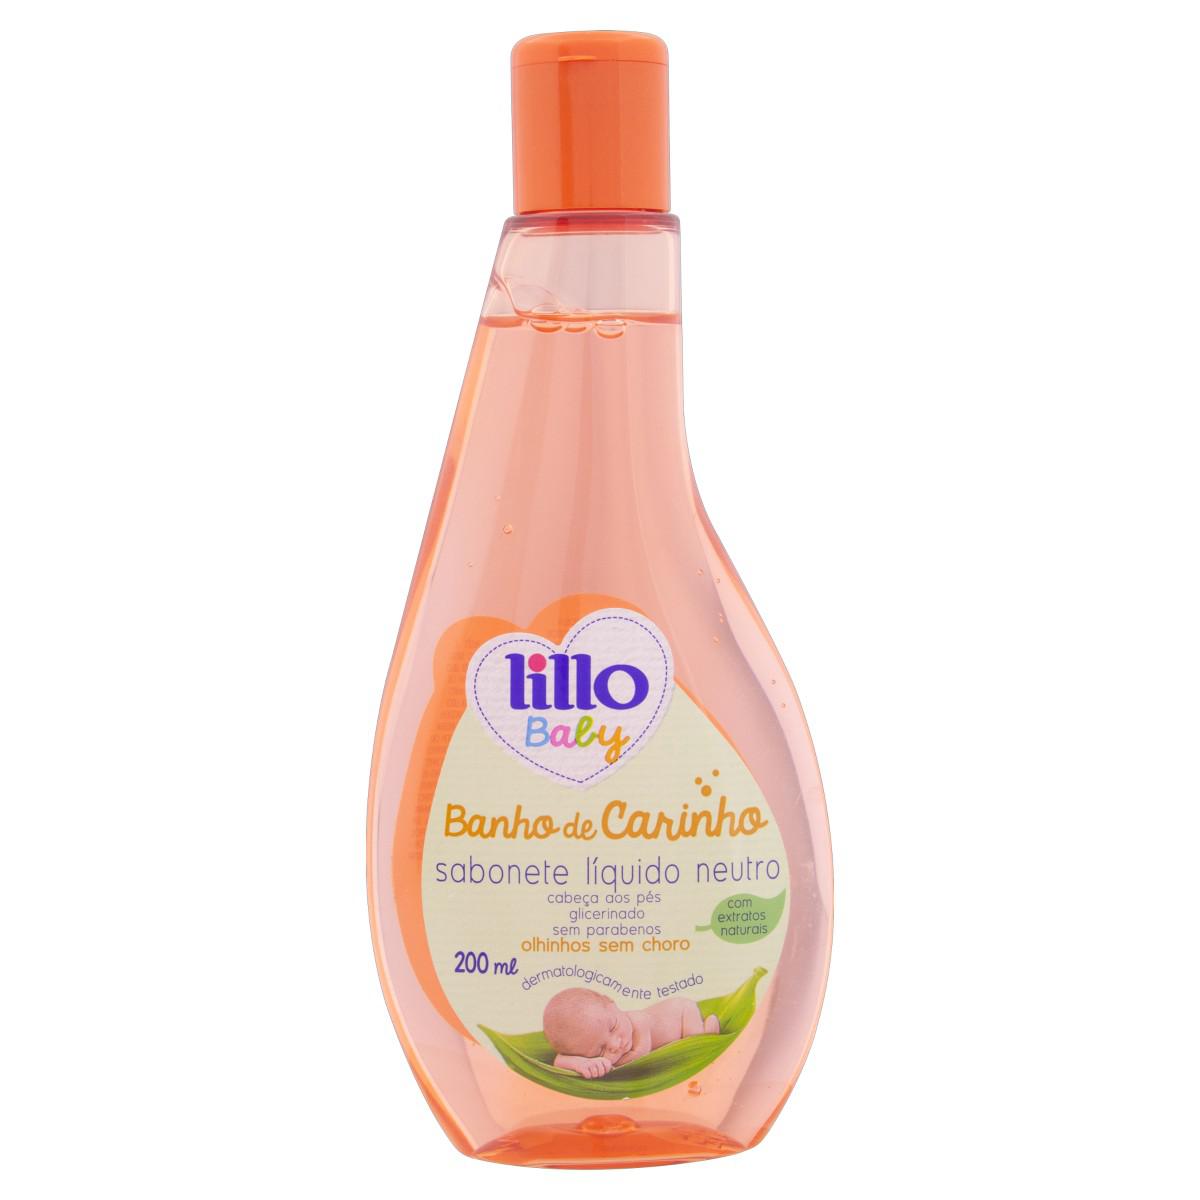 lillo
Baby
Banho de Carinho
sabonete líquido neutro
cabeça aos pés
glicerinado
sem parabenos
olhinhos sem choro
com
extratos
naturais
200 ml
dermatologicamente testado